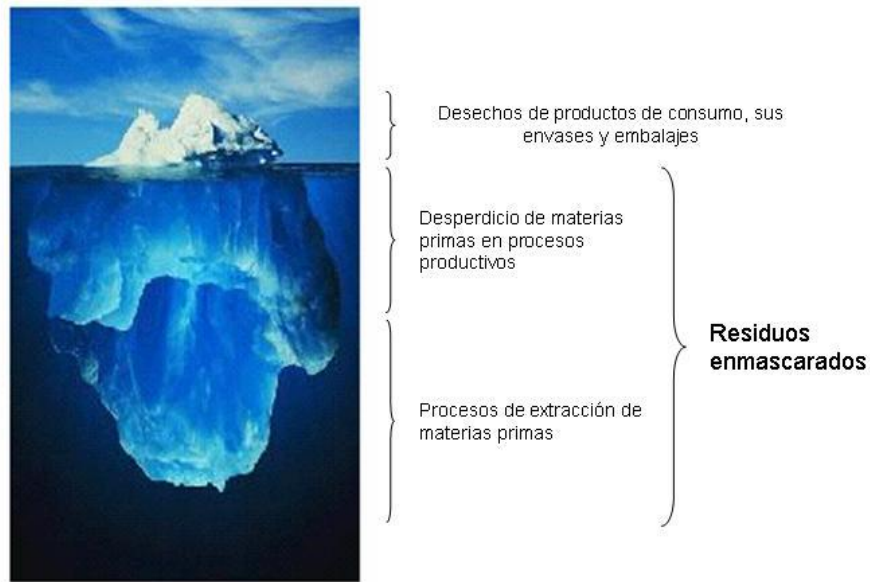 Desechos de productos de consumo, sus
envases y embalajes
Desperdicio de materias
primas en procesos
productivos
Residuos
enmascarados
Procesos de extracción de
materias primas